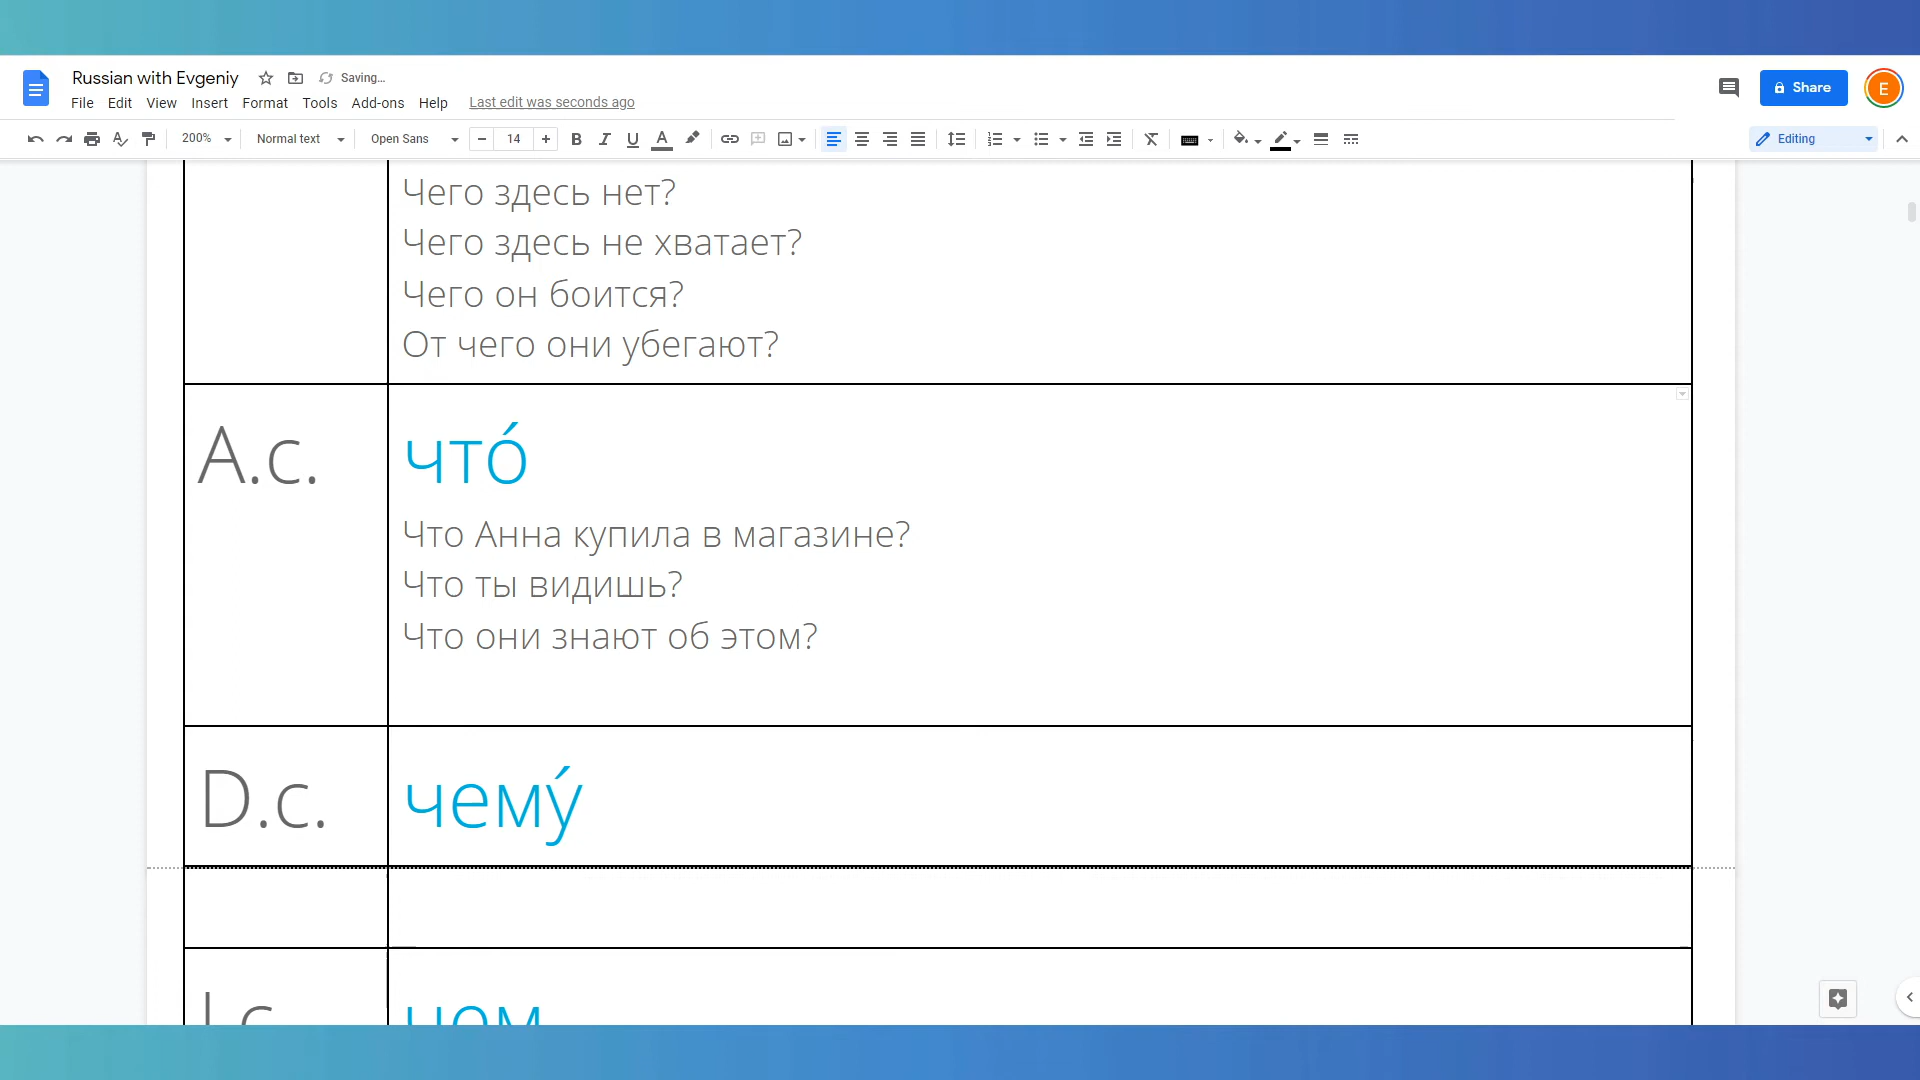 Russian with Evgeniy
Saving...
File Edit View Insert Format Tools Add-ons Help Last edit was seconds ago
Share
E
200% Normal text Open Sans 14
Editing
Чего здесь нет?
Чего здесь не хватает?
Чего он боится?
От чего они убегают?
A.c.
что́
Что Анна купила в магазине?
Что ты видишь?
Что они знают об этом?
D.c.
чему́
I.c.
чем